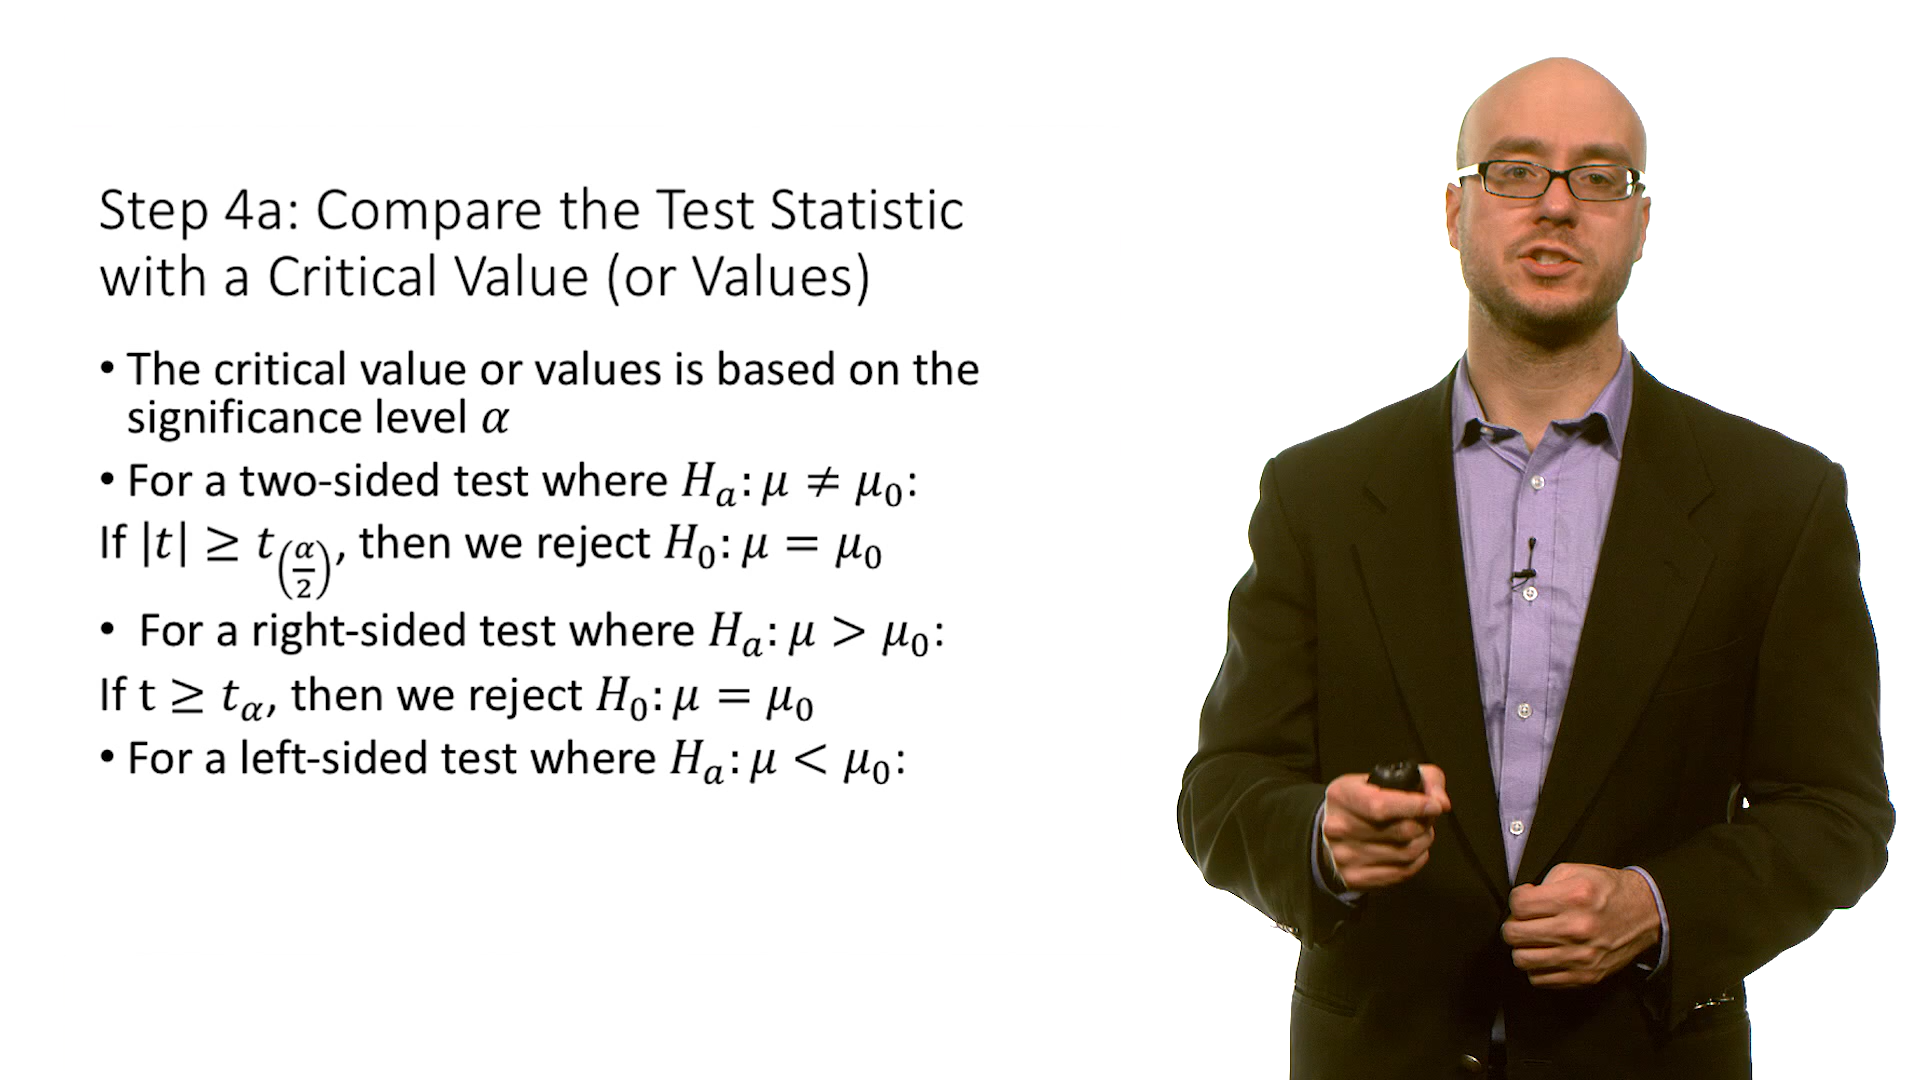 Step 4a: Compare the Test Statistic
with a Critical Value (or Values)
• The critical value or values is based on the
significance level α
• For a two-sided test where Hₐ: μ ≠ μ₀:
If |t| ≥ t_(α/2), then we reject H₀: μ = μ₀
• For a right-sided test where Hₐ: μ > μ₀:
If t ≥ t_α, then we reject H₀: μ = μ₀
• For a left-sided test where Hₐ: μ < μ₀: